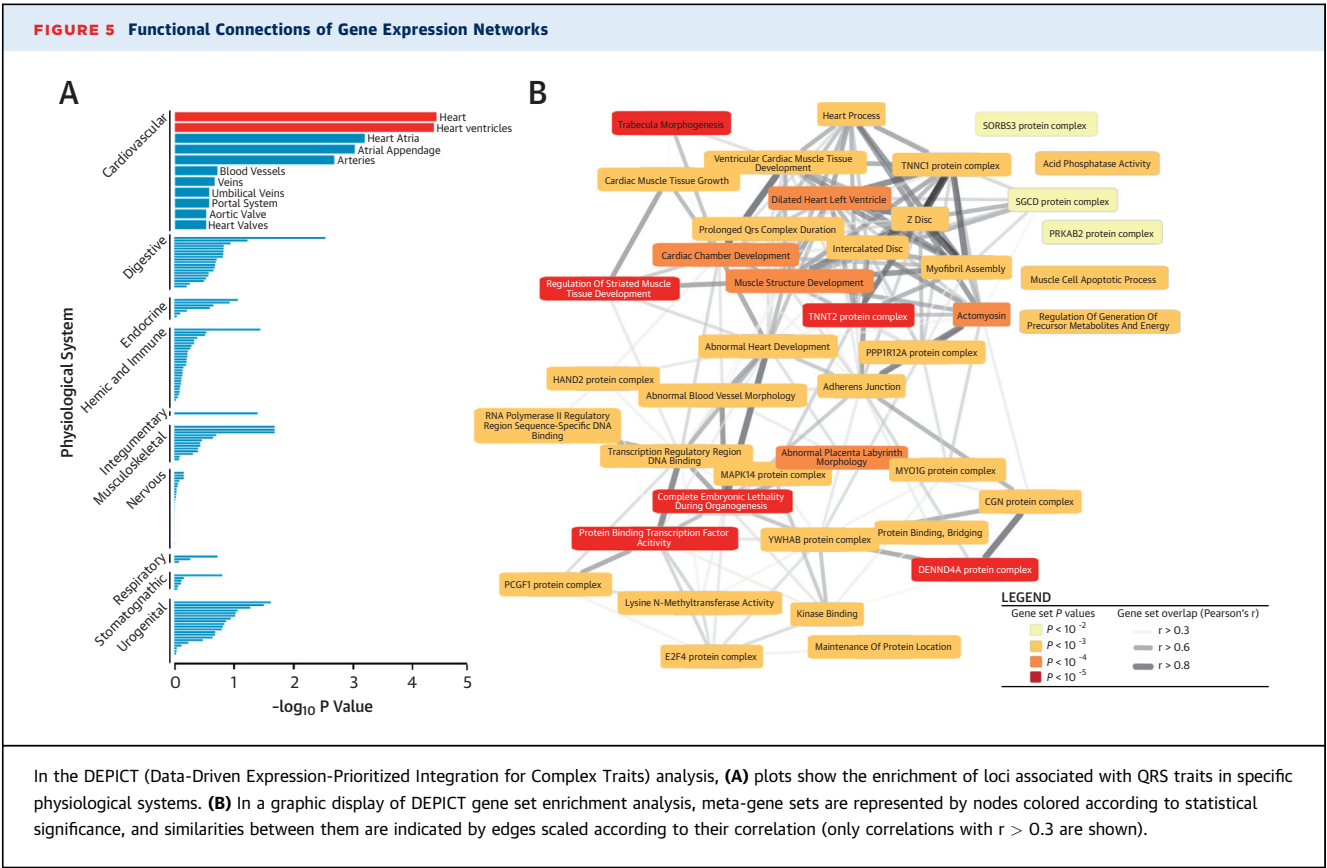 FIGURE 5 Functional Connections of Gene Expression Networks
A
Physiological System
Cardiovascular
Heart
Heart ventricles
Heart Atria
Atrial Appendage
Arteries
Blood Vessels
Veins
Umbilical Veins
Portal System
Aortic Valve
Heart Valves
Digestive
Endocrine
Hemic and Immune
Integumentary
Musculoskeletal
Nervous
Respiratory
Stomatognathic
Urogenital
0 1 2 3 4 5
-log10 P Value
B
Trabecula Morphogenesis
Heart Process
SORBS3 protein complex
Ventricular Cardiac Muscle Tissue
Development
TNNC1 protein complex
Acid Phosphatase Activity
Cardiac Muscle Tissue Growth
Dilated Heart Left Ventricle
SGCD protein complex
Z Disc
Prolonged Qrs Complex Duration
PRKAB2 protein complex
Intercalated Disc
Cardiac Chamber Development
Myofibril Assembly
Muscle Cell Apoptotic Process
Muscle Structure Development
Regulation Of Striated Muscle
Tissue Development
TNNT2 protein complex
Actomyosin
Regulation Of Generation Of
Precursor Metabolites And Energy
Abnormal Heart Development
PPP1R12A protein complex
HAND2 protein complex
Adherens Junction
Abnormal Blood Vessel Morphology
RNA Polymerase II Regulatory
Region Sequence-Specific DNA
Binding
Transcription Regulatory Region
DNA Binding
Abnormal Placenta Labyrinth
Morphology
MAPK14 protein complex
MYO1G protein complex
Complete Embryonic Lethality
During Organogenesis
CGN protein complex
Protein Binding Transcription Factor
Acitivity
YWHAB protein complex
Protein Binding, Bridging
DENND4A protein complex
PCGF1 protein complex
Lysine N-Methyltransferase Activity
Kinase Binding
E2F4 protein complex
Maintenance Of Protein Location
LEGEND
Gene set P values
P < 10 -2
P < 10 -3
P < 10 -4
P < 10 -5
Gene set overlap (Pearson's r)
r > 0.3
r > 0.6
r > 0.8
In the DEPICT (Data-Driven Expression-Prioritized Integration for Complex Traits) analysis, (A) plots show the enrichment of loci associated with QRS traits in specific
physiological systems. (B) In a graphic display of DEPICT gene set enrichment analysis, meta-gene sets are represented by nodes colored according to statistical
significance, and similarities between them are indicated by edges scaled according to their correlation (only correlations with r > 0.3 are shown).